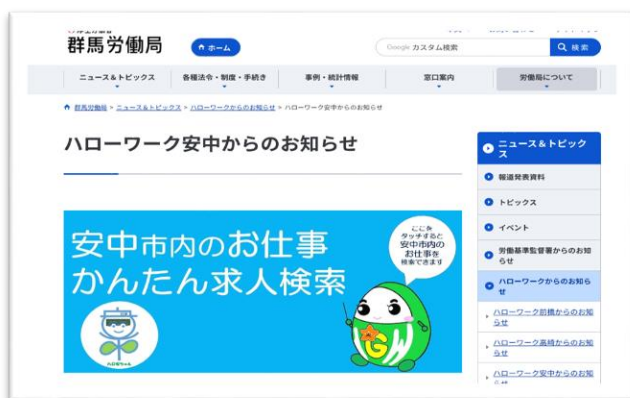 群馬労働局
ホーム
Google カスタム検索
検索
ニュース＆トピックス
各種法令・制度・手続き
事例・統計情報
窓口案内
労働局について
群馬労働局 > ニュース＆トピックス > ハローワークからのお知らせ > ハローワーク安中からのお知らせ
ハローワーク安中からのお知らせ
安中市内のお仕事
かんたん求人検索
ここを
タッチすると
安中市内の
お仕事を
検索できます
GW
ニュース＆トピック
ス
報道発表資料
トピックス
イベント
労働基準監督署からのお知
らせ
ハローワークからのお知ら
せ
ハローワーク前橋からのお知
らせ
ハローワーク高崎からのお知
らせ
ハローワーク安中からのお知